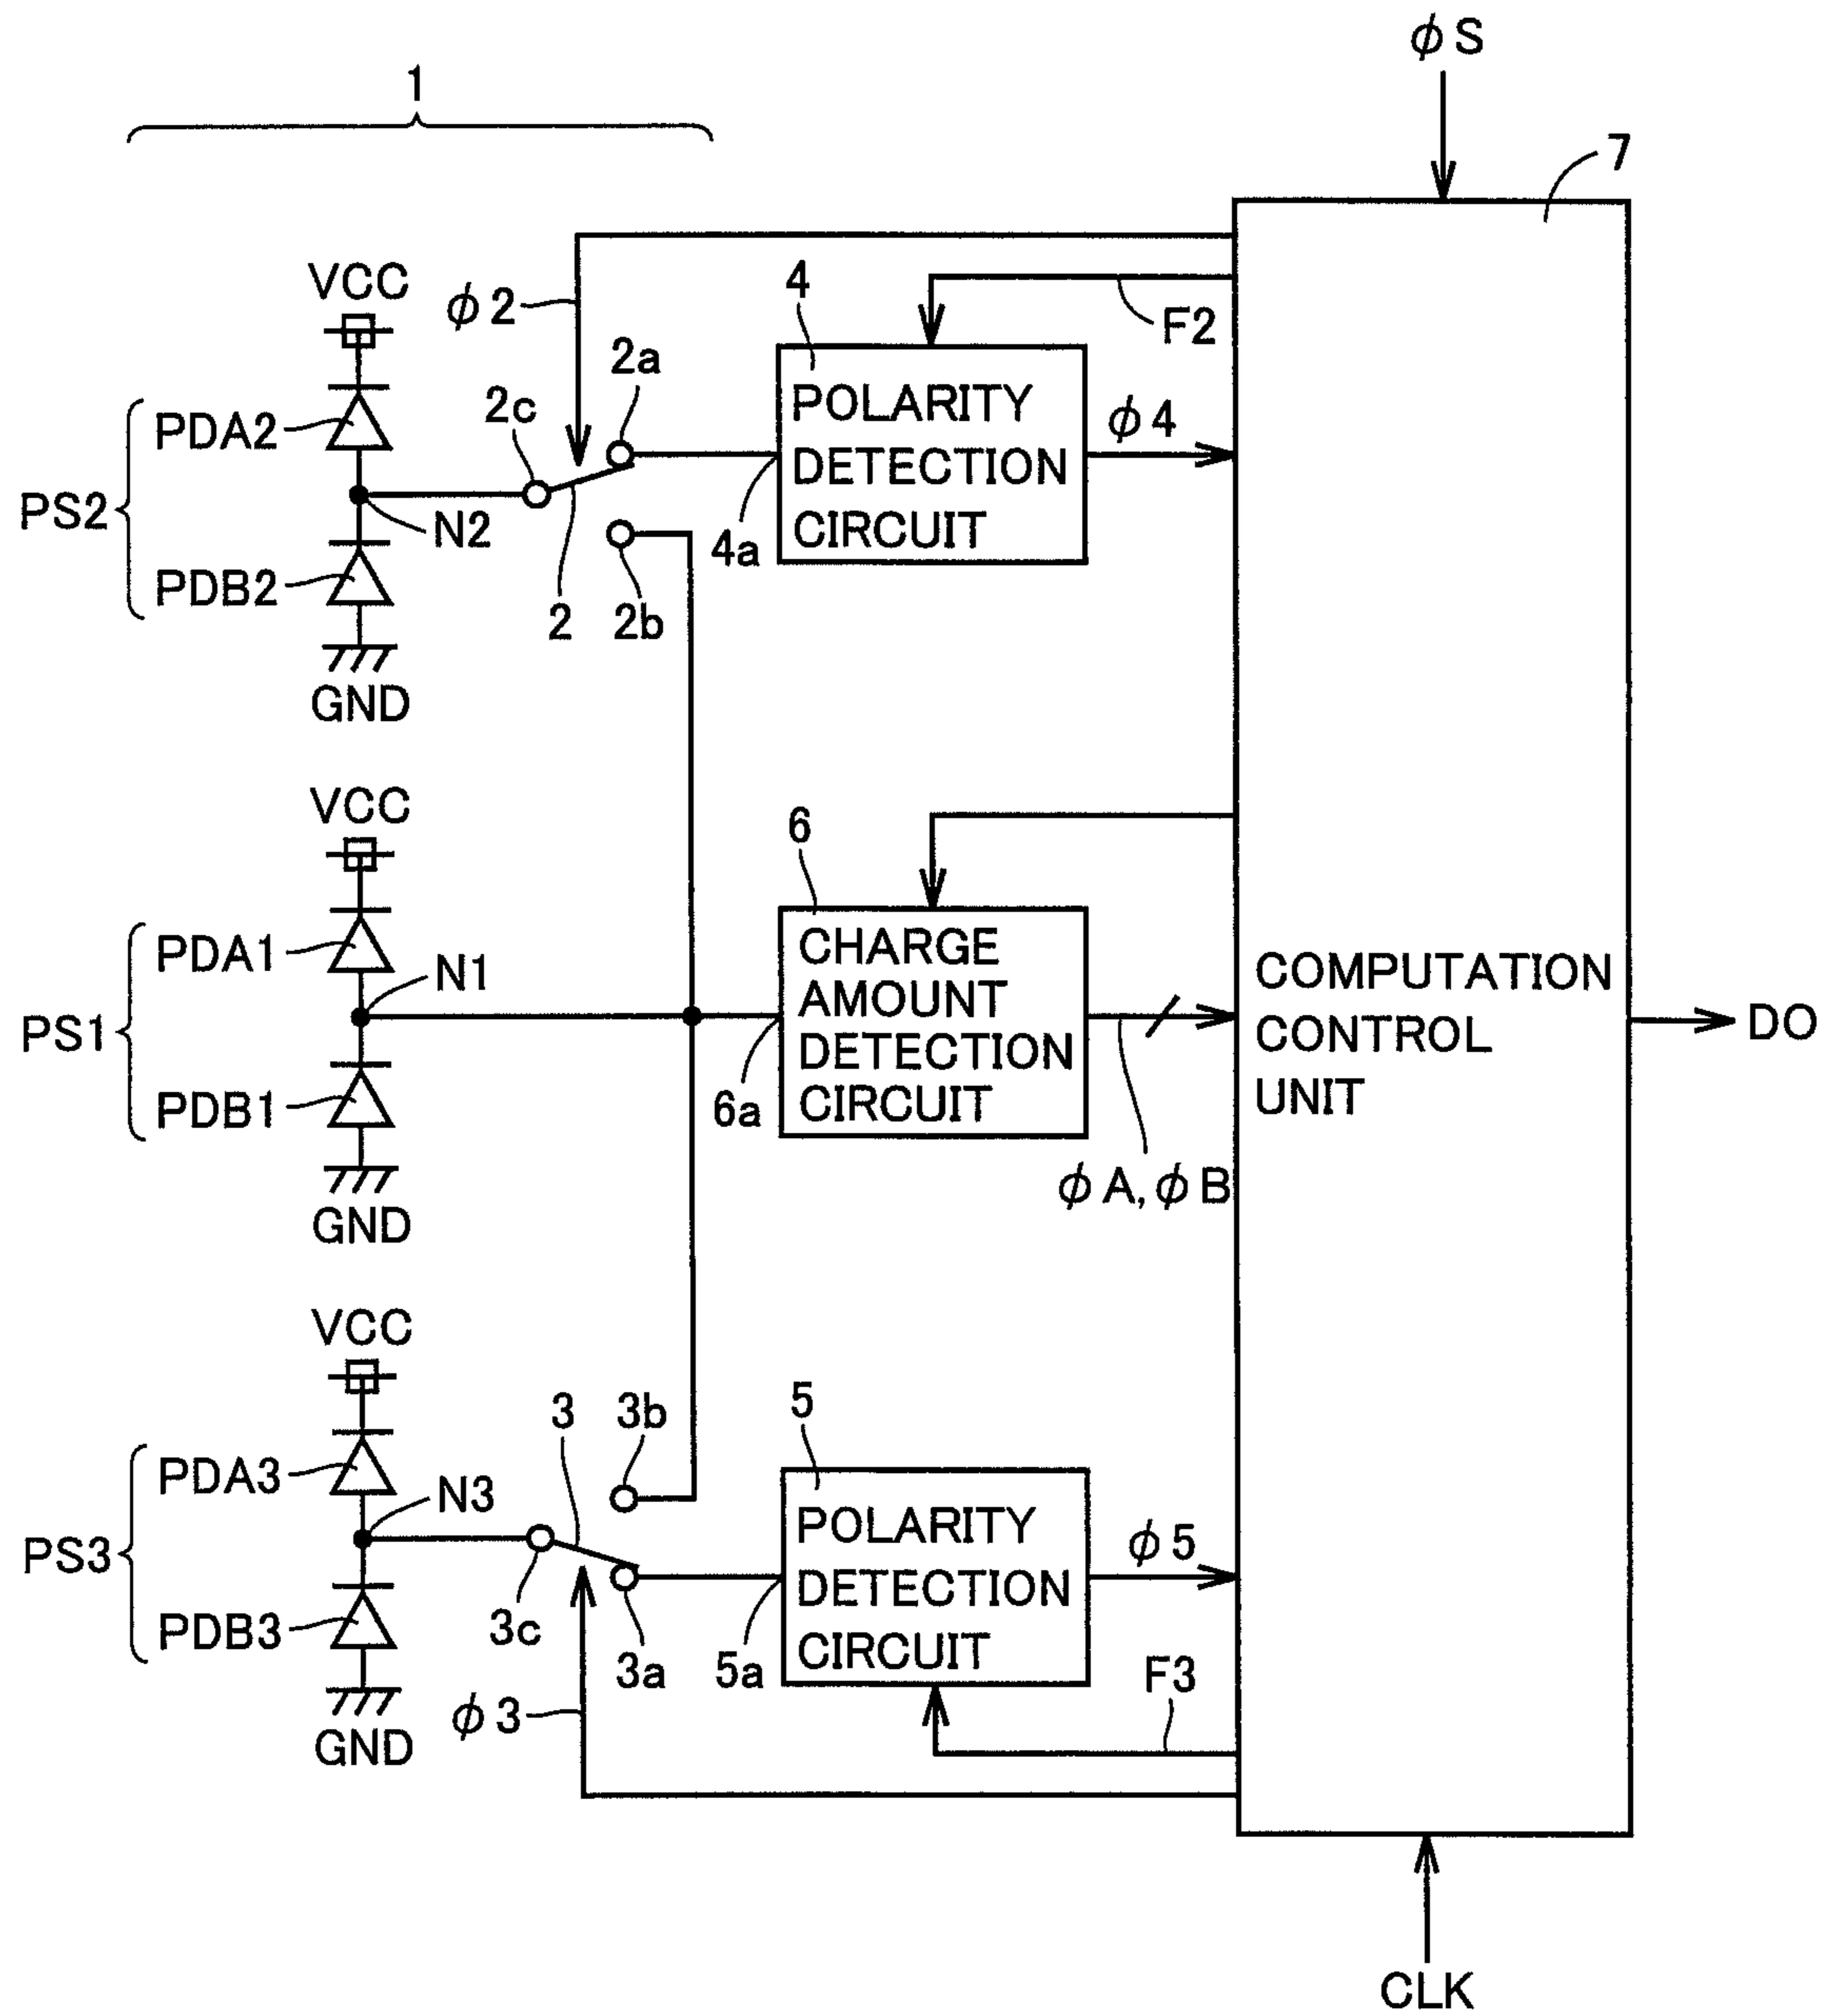 φS
1
7
VCC
φ2
4
F2
2a
PDA2
2c
POLARITY
DETECTION
CIRCUIT
φ4
PS2
N2
4a
PDB2
2
2b
GND
VCC
6
PDA1
N1
CHARGE
AMOUNT
DETECTION
CIRCUIT
COMPUTATION
CONTROL
UNIT
DO
PS1
PDB1
6a
φA, φB
GND
VCC
3
3b
5
PDA3
N3
POLARITY
DETECTION
CIRCUIT
φ5
PS3
PDB3
3c
3a
5a
F3
φ3
GND
CLK